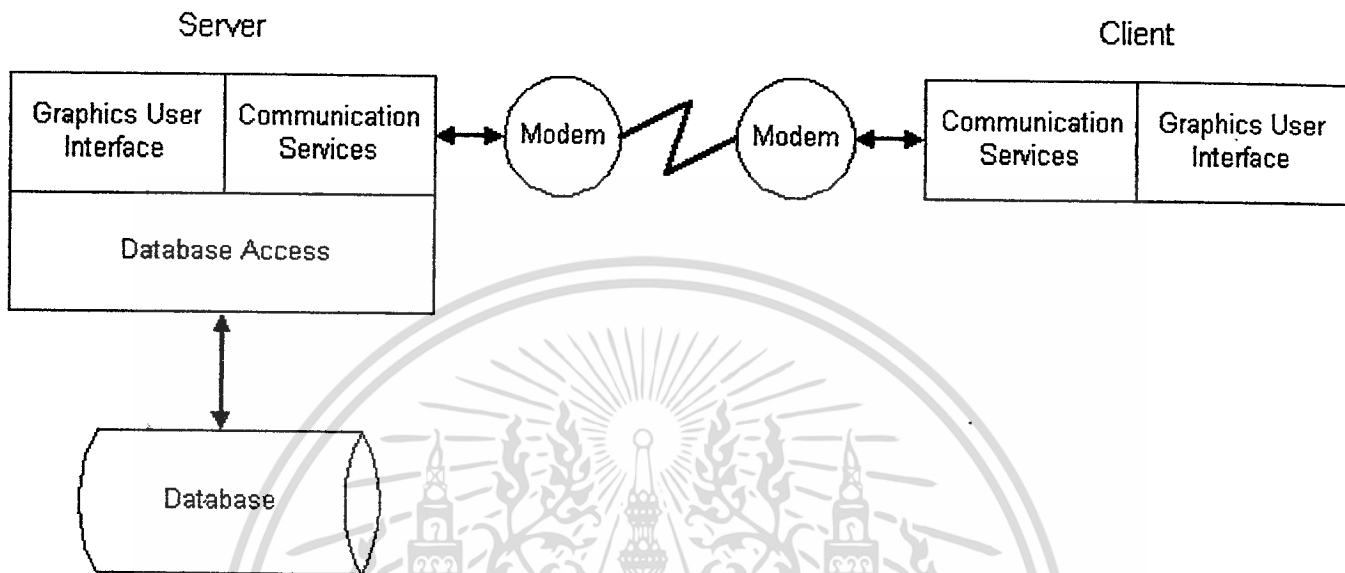 Server
Client
Graphics User
Interface
Communication
Services
Modem
Modem
Communication
Services
Graphics User
Interface
Database Access
Database